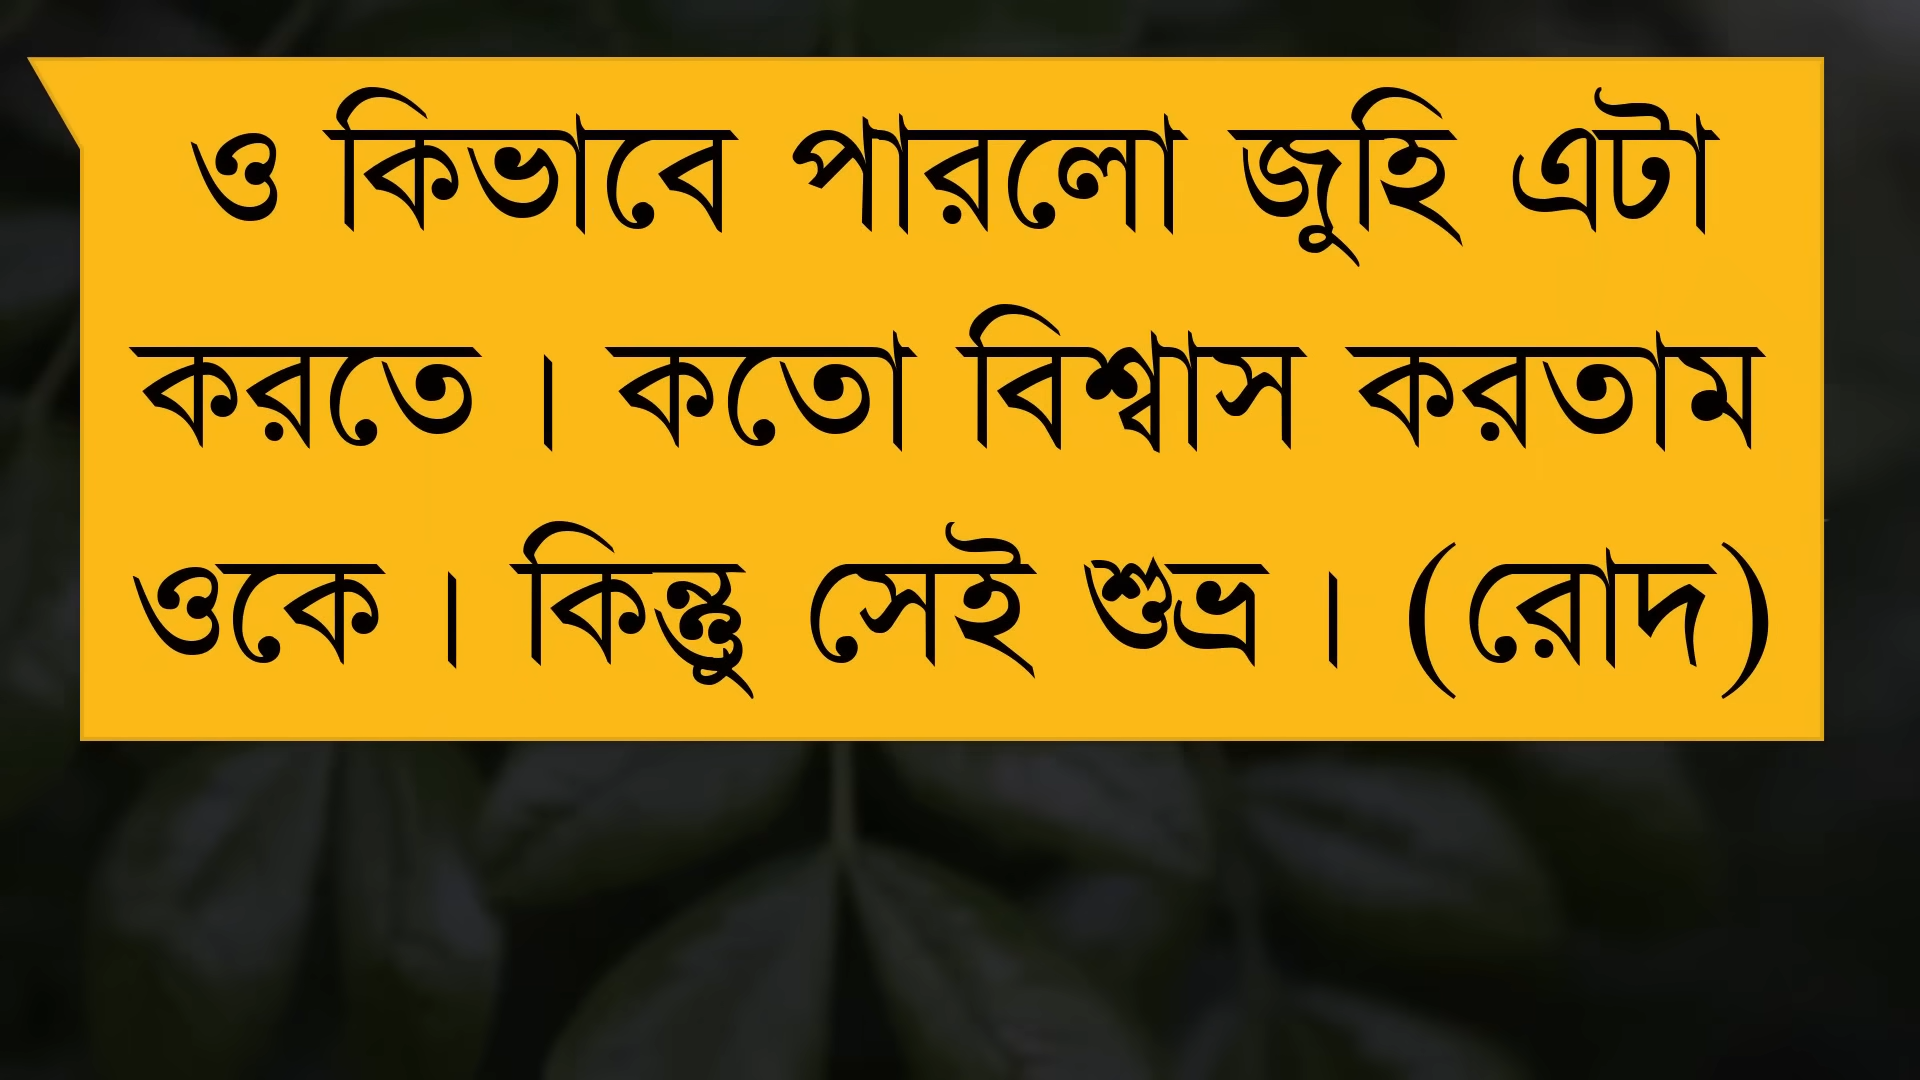 ও কিভাবে পারলো জুহি এটা
করতে । কতো বিশ্বাস করতাম
ওকে । কিন্তু সেই শুভ্র । (রোদ)